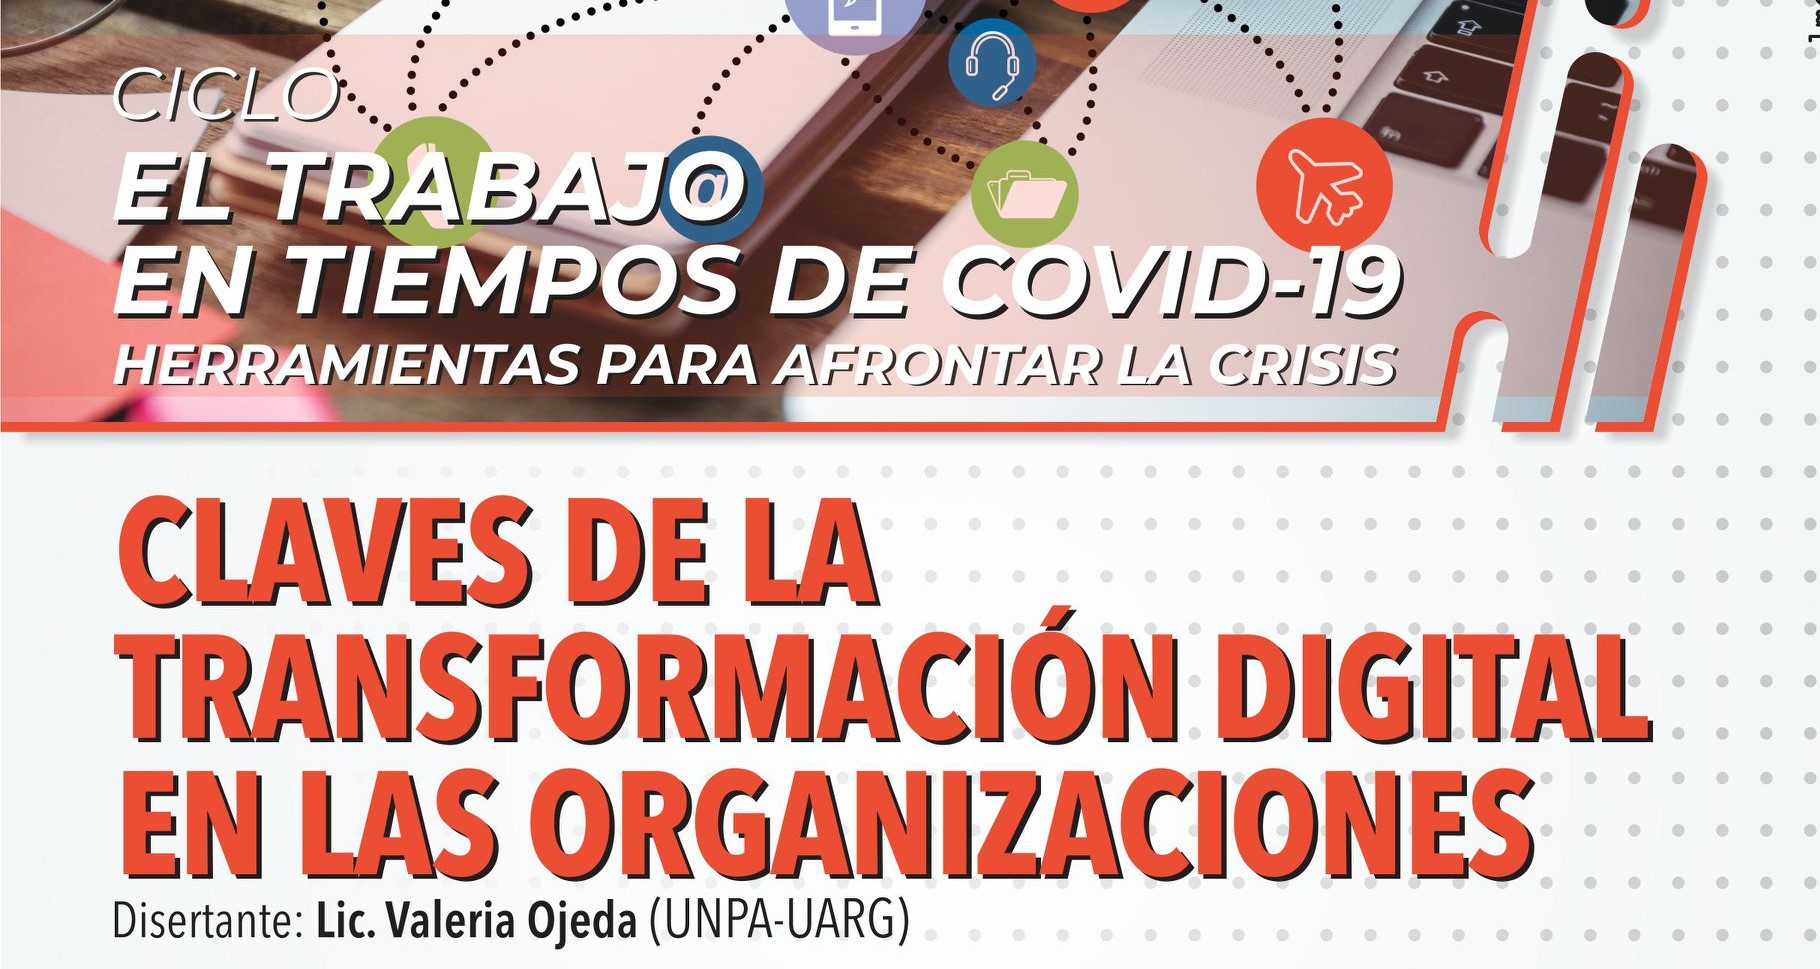 CICLO
EL TRABAJO
EN TIEMPOS DE COVID-19
HERRAMIENTAS PARA AFRONTAR LA CRISIS
CLAVES DE LA
TRANSFORMACIÓN DIGITAL
EN LAS ORGANIZACIONES
Disertante: Lic. Valeria Ojeda (UNPA-UARG)